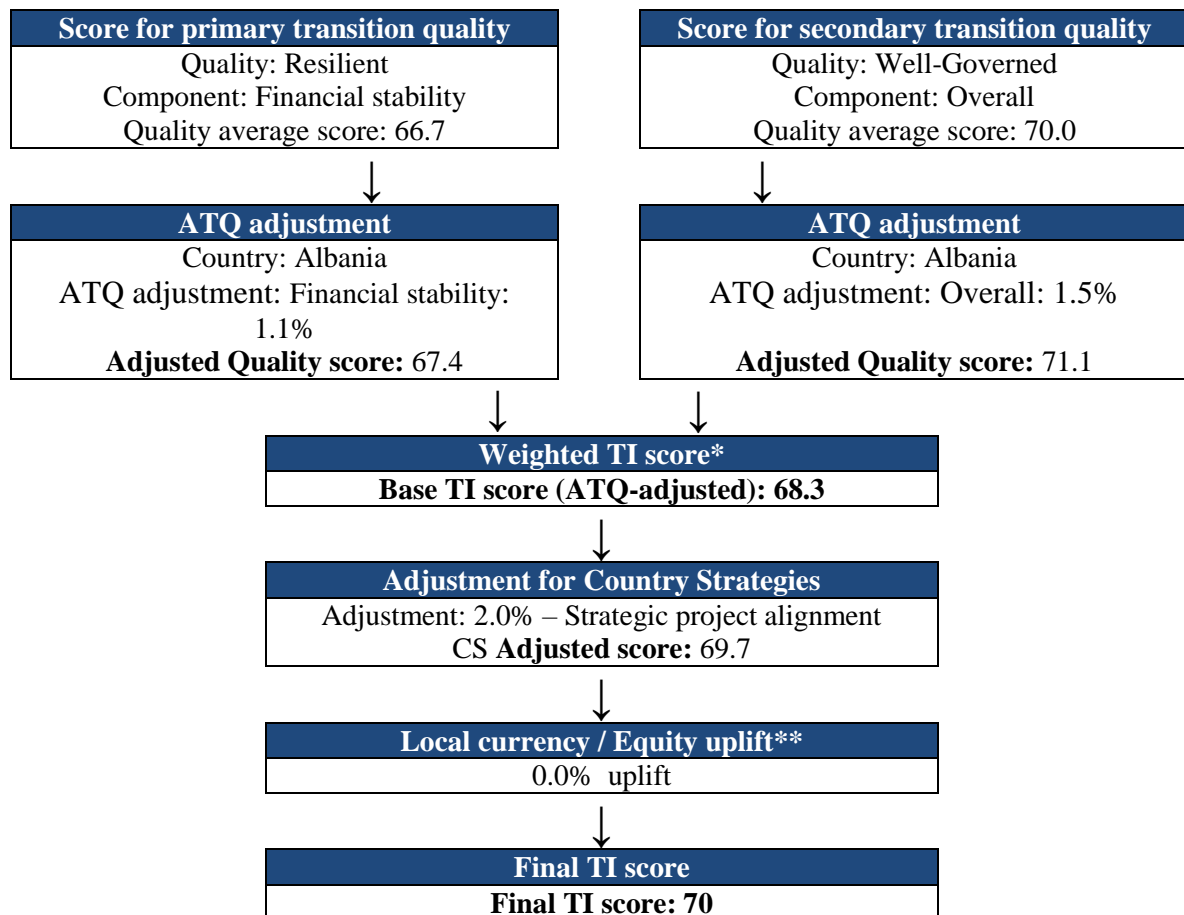 Score for primary transition quality
Quality: Resilient
Component: Financial stability
Quality average score: 66.7
Score for secondary transition quality
Quality: Well-Governed
Component: Overall
Quality average score: 70.0
ATQ adjustment
Country: Albania
ATQ adjustment: Financial stability:
1.1%
Adjusted Quality score: 67.4
ATQ adjustment
Country: Albania
ATQ adjustment: Overall: 1.5%
Adjusted Quality score: 71.1
Weighted TI score*
Base TI score (ATQ-adjusted): 68.3
Adjustment for Country Strategies
Adjustment: 2.0% – Strategic project alignment
CS Adjusted score: 69.7
Local currency / Equity uplift**
0.0% uplift
Final TI score
Final TI score: 70